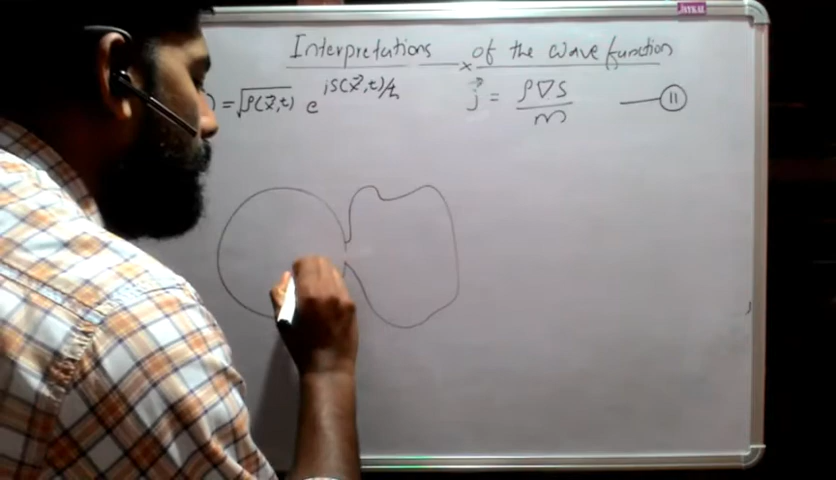 Interpretations of the wave function
) = √ρ(x⃗,t) e^{iS(x⃗,t)/ħ} j⃗ = ρ∇S/m —(11)